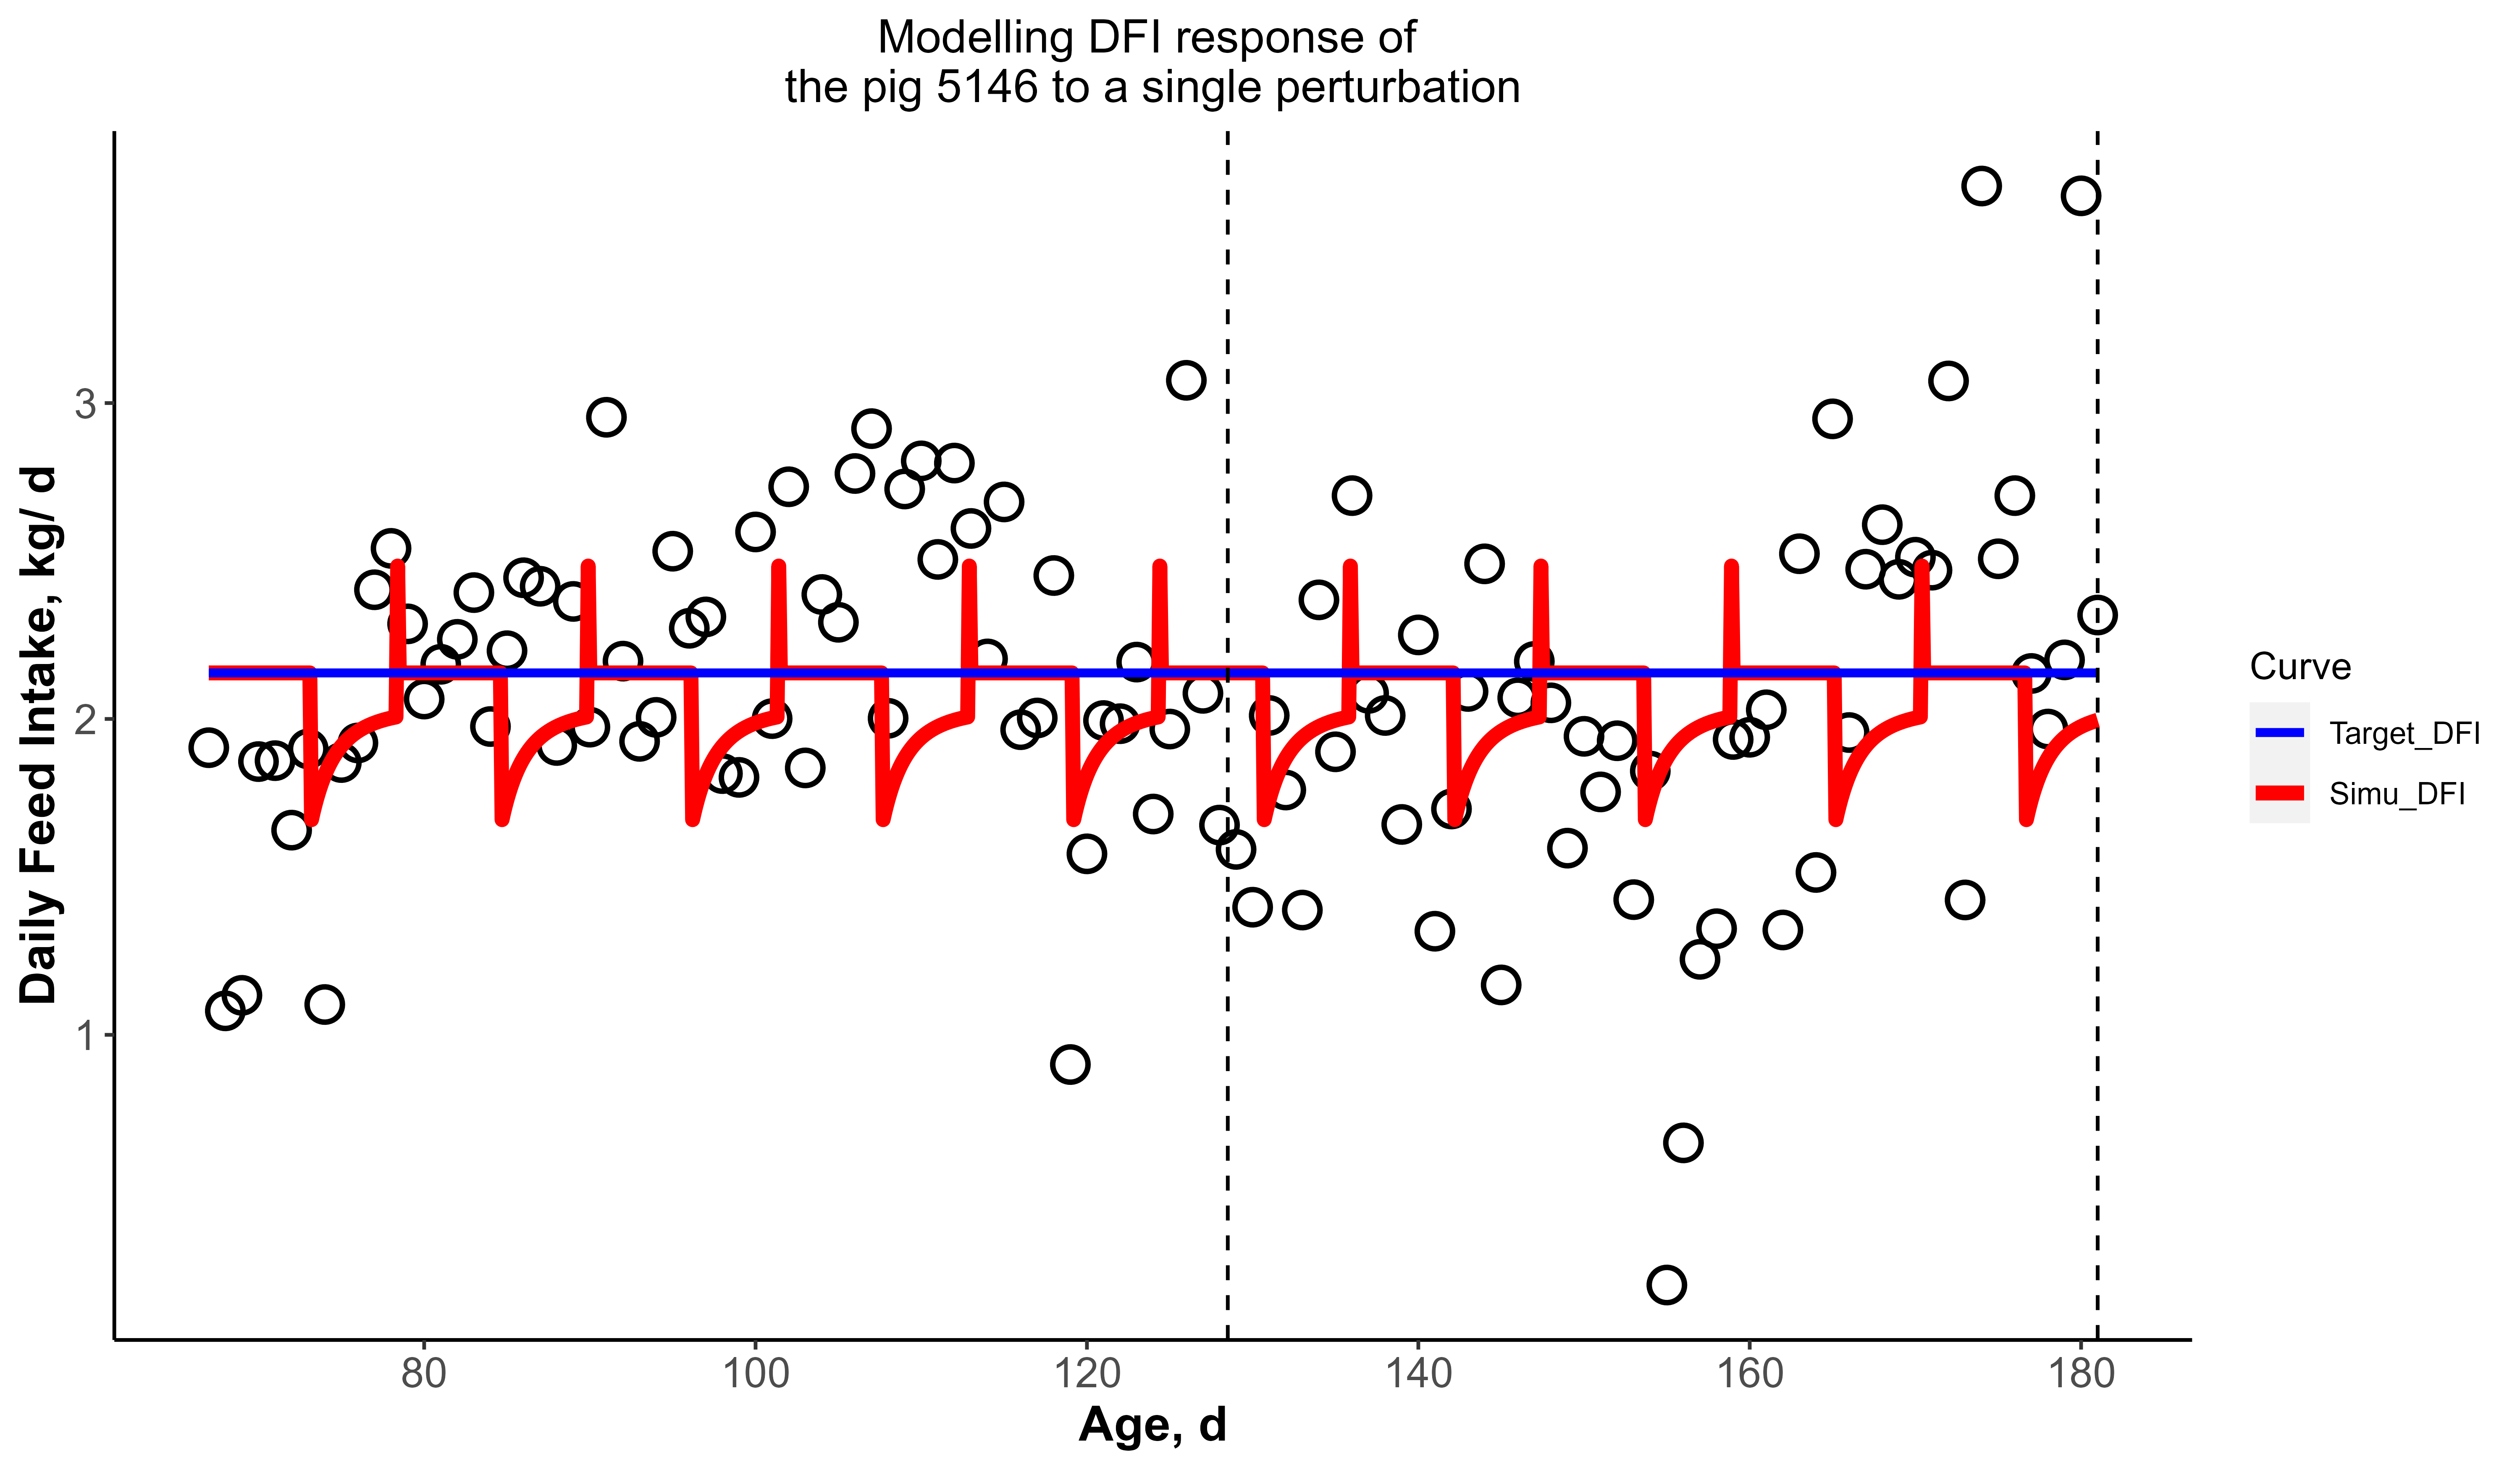 Modelling DFI response of
the pig 5146 to a single perturbation
Daily Feed Intake, kg/ d
3
2
1
80 100 120 140 160 180
Age, d
Curve
Target_DFI
Simu_DFI